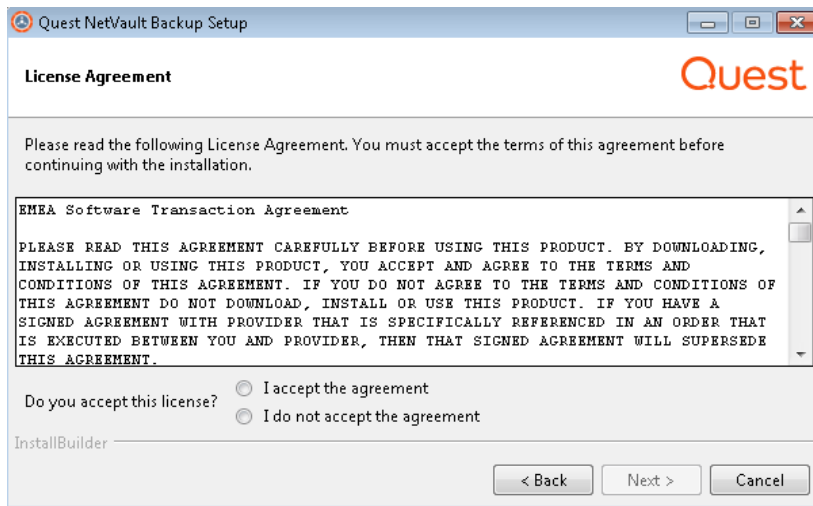 Quest NetVault Backup Setup
License Agreement
Quest
Please read the following License Agreement. You must accept the terms of this agreement before
continuing with the installation.
EMEA Software Transaction Agreement
PLEASE READ THIS AGREEMENT CAREFULLY BEFORE USING THIS PRODUCT. BY DOWNLOADING,
INSTALLING OR USING THIS PRODUCT, YOU ACCEPT AND AGREE TO THE TERMS AND
CONDITIONS OF THIS AGREEMENT. IF YOU DO NOT AGREE TO THE TERMS AND CONDITIONS OF
THIS AGREEMENT DO NOT DOWNLOAD, INSTALL OR USE THIS PRODUCT. IF YOU HAVE A
SIGNED AGREEMENT WITH PROVIDER THAT IS SPECIFICALLY REFERENCED IN AN ORDER THAT
IS EXECUTED BETWEEN YOU AND PROVIDER, THEN THAT SIGNED AGREEMENT WILL SUPERSEDE
THIS AGREEMENT.
Do you accept this license?
I accept the agreement
I do not accept the agreement
InstallBuilder
< Back
Next >
Cancel